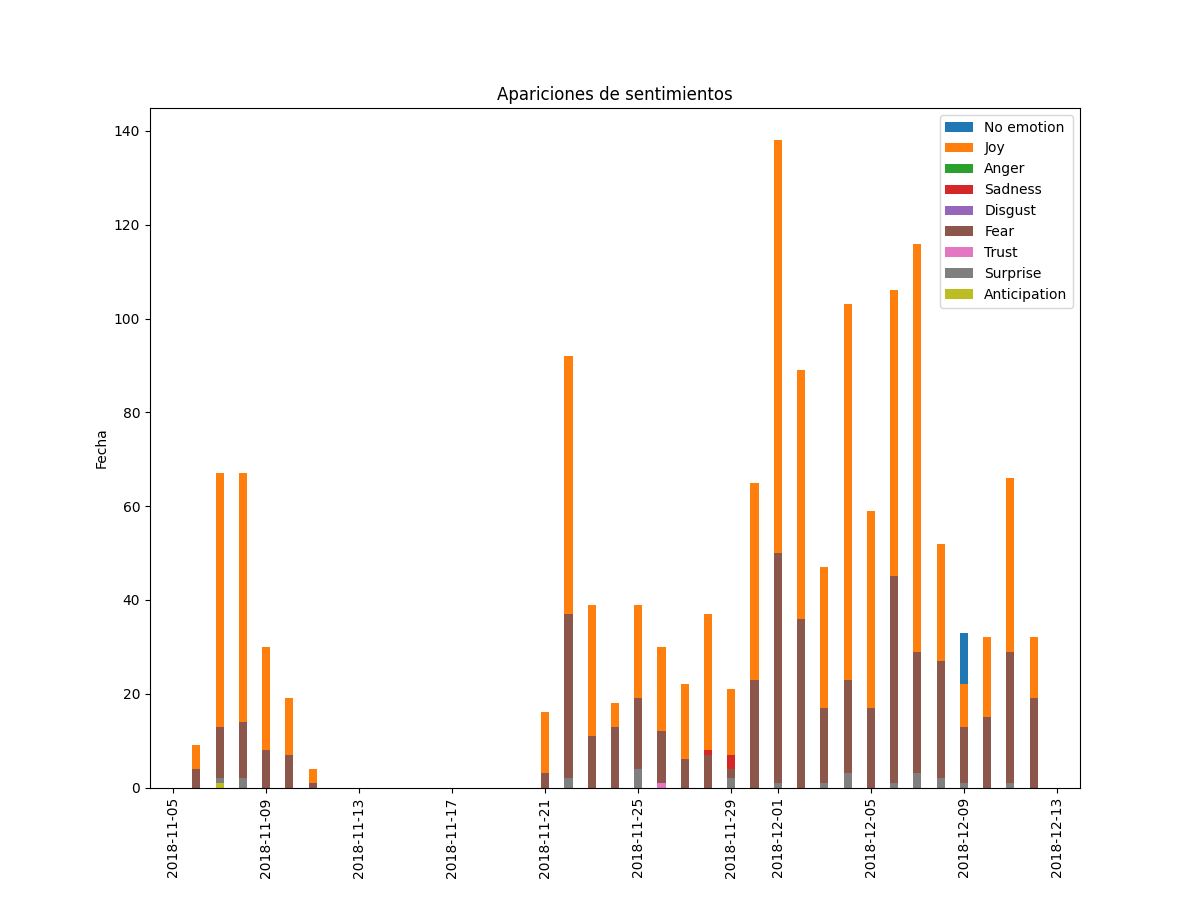 Apariciones de sentimientos
140
120
100
80
60
40
20
0
Fecha
No emotion
Joy
Anger
Sadness
Disgust
Fear
Trust
Surprise
Anticipation
2018-11-05
2018-11-09
2018-11-13
2018-11-17
2018-11-21
2018-11-25
2018-11-29
2018-12-01
2018-12-05
2018-12-09
2018-12-13